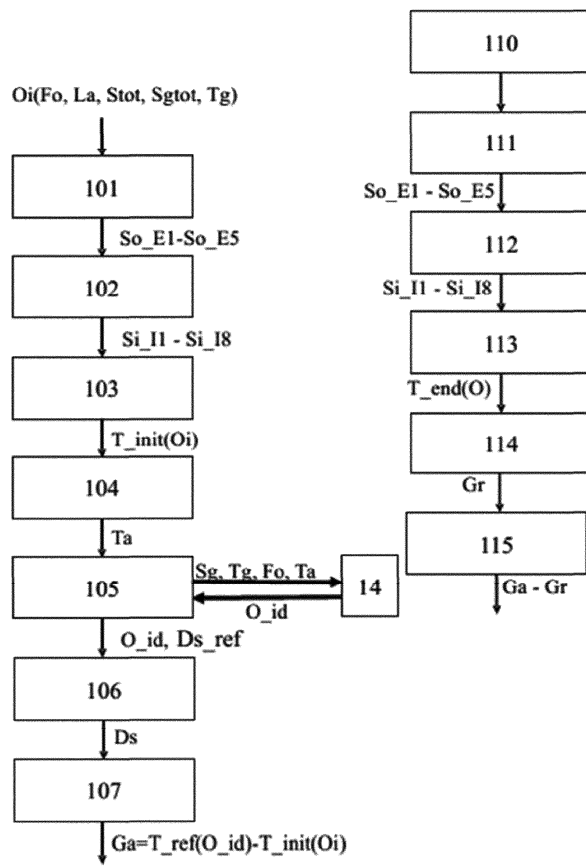 Oi(Fo, La, Stot, Sgtot, Tg)
101
So_E1-So_E5
102
Si_I1 - Si_I8
103
T_init(Oi)
104
Ta
105
Sg, Tg, Fo, Ta
14
O_id
O_id, Ds_ref
106
Ds
107
Ga=T_ref(O_id)-T_init(Oi)
110
111
So_E1 - So_E5
112
Si_I1 - Si_I8
113
T_end(O)
114
Gr
115
Ga - Gr